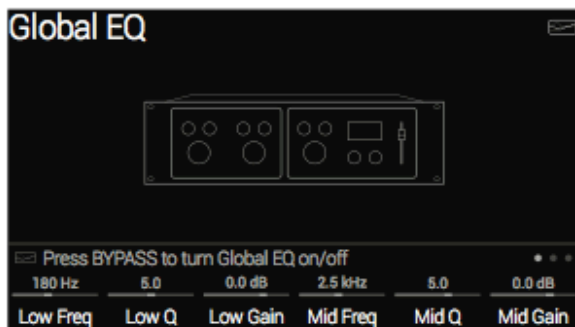 Global EQ
Press BYPASS to turn Global EQ on/off
180 Hz 5.0 0.0 dB 2.5 kHz 5.0 0.0 dB
Low Freq Low Q Low Gain Mid Freq Mid Q Mid Gain